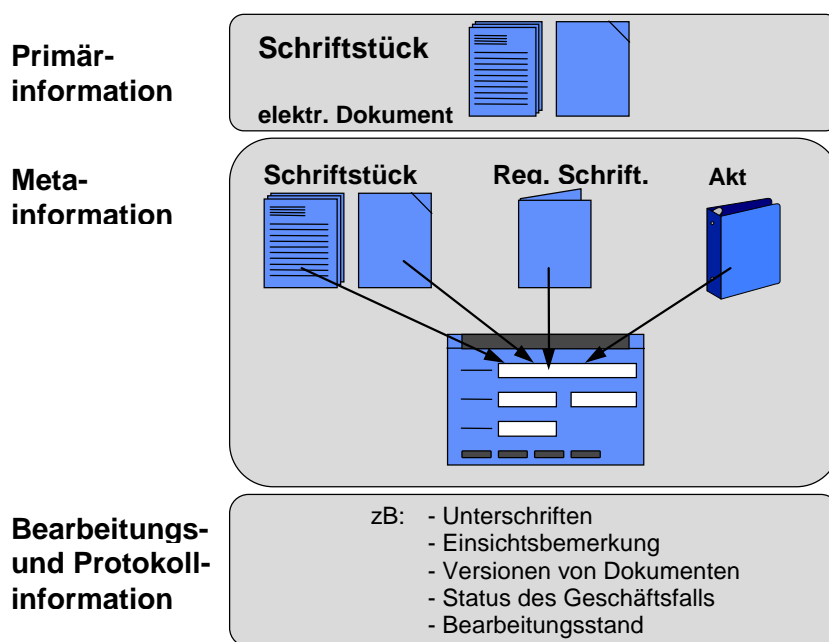 Primär-
information
Schriftstück
elektr. Dokument
Meta-
information
Schriftstück
Reg. Schrift.
Akt
Bearbeitungs-
und Protokoll-
information
zB: - Unterschriften
- Einsichtsbemerkung
- Versionen von Dokumenten
- Status des Geschäftsfalls
- Bearbeitungsstand